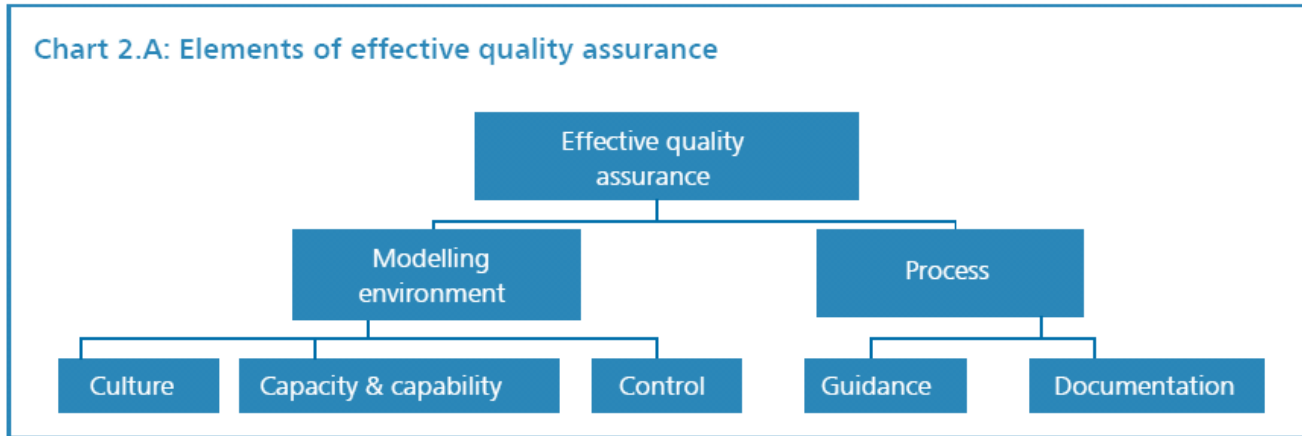 Chart 2.A: Elements of effective quality assurance
Effective quality
assurance
Modelling
environment
Process
Culture
Capacity & capability
Control
Guidance
Documentation